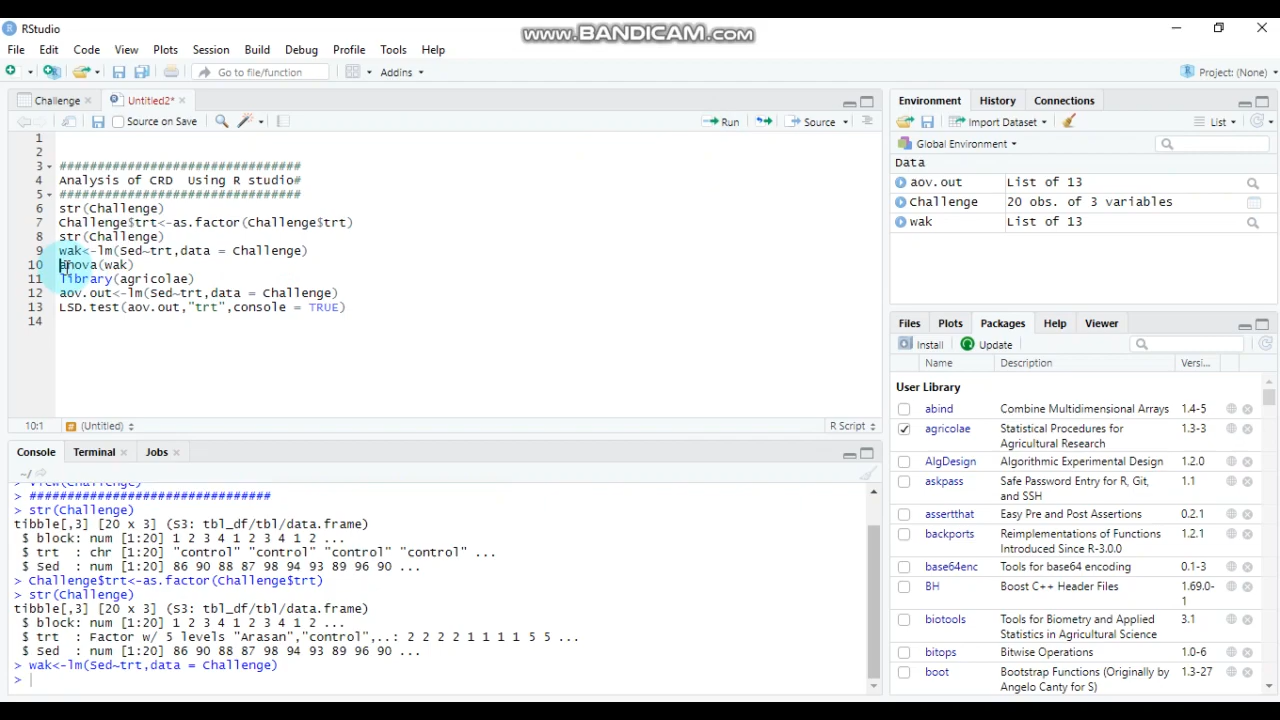 RStudio
www.BANDICAM.com
File Edit Code View Plots Session Build Debug Profile Tools Help
Go to file/function Addins Project: (None)
Challenge Untitled2*
Source on Save Run Source
1
2
3 ################################
4 Analysis of CRD  Using R studio#
5 ################################
6 str(Challenge)
7 Challenge$trt<-as.factor(Challenge$trt)
8 str(Challenge)
9 wak<-lm(Sed~trt,data = Challenge)
10 anova(wak)
11 library(agricolae)
12 aov.out<-lm(Sed~trt,data = Challenge)
13 LSD.test(aov.out,"trt",console = TRUE)
14
10:1 # (Untitled) R Script
Console Terminal Jobs
~/
> View(Challenge)
> ################################
> str(Challenge)
tibble[,3] [20 x 3] (S3: tbl_df/tbl/data.frame)
$ block: num [1:20] 1 2 3 4 1 2 3 4 1 2 ...
$ trt  : chr [1:20] "control" "control" "control" "control" ...
$ Sed  : num [1:20] 86 90 88 87 98 94 93 89 96 90 ...
> Challenge$trt<-as.factor(Challenge$trt)
> str(Challenge)
tibble[,3] [20 x 3] (S3: tbl_df/tbl/data.frame)
$ block: num [1:20] 1 2 3 4 1 2 3 4 1 2 ...
$ trt  : Factor w/ 5 levels "Arasan","control",..: 2 2 2 2 1 1 1 1 5 5 ...
$ Sed  : num [1:20] 86 90 88 87 98 94 93 89 96 90 ...
> wak<-lm(Sed~trt,data = Challenge)
>
Environment History Connections
Import Dataset List
Global Environment
Data
aov.out List of 13
Challenge 20 obs. of 3 variables
wak List of 13
Files Plots Packages Help Viewer
Install Update
Name Description Versi...
User Library
abind Combine Multidimensional Arrays 1.4-5
agricolae Statistical Procedures for Agricultural Research 1.3-3
AlgDesign Algorithmic Experimental Design 1.2.0
askpass Safe Password Entry for R, Git, and SSH 1.1
assertthat Easy Pre and Post Assertions 0.2.1
backports Reimplementations of Functions Introduced Since R-3.0.0 1.2.1
base64enc Tools for base64 encoding 0.1-3
BH Boost C++ Header Files 1.69.0-1
biotools Tools for Biometry and Applied Statistics in Agricultural Science 3.1
bitops Bitwise Operations 1.0-6
boot Bootstrap Functions (Originally by Angelo Canty for S) 1.3-27